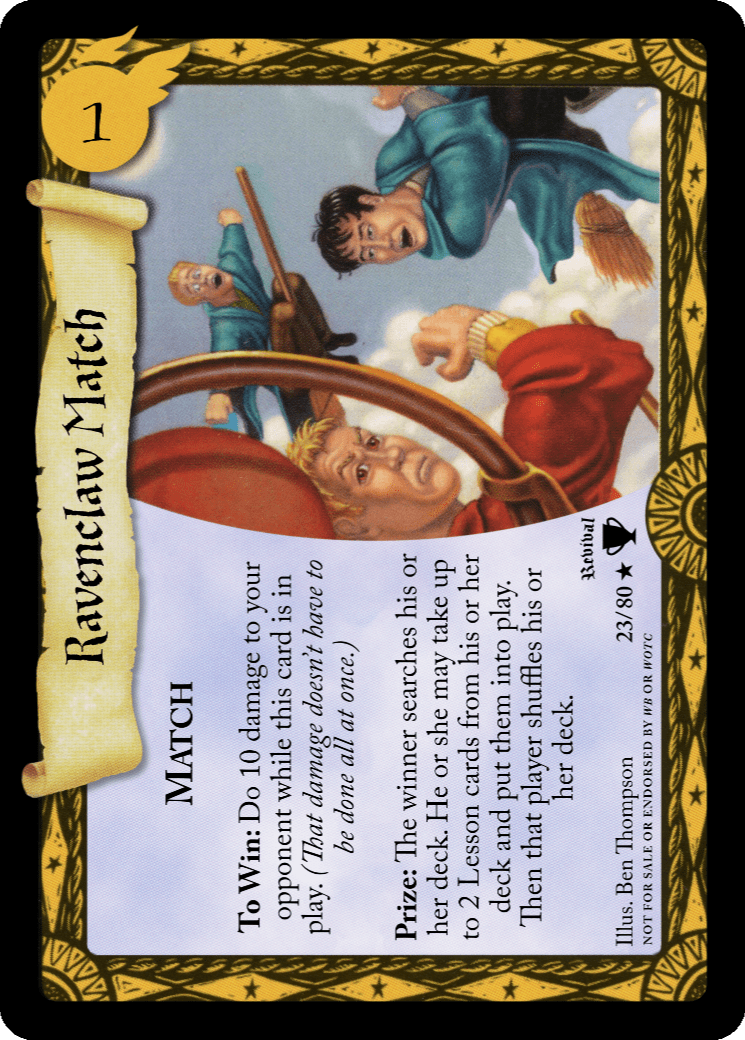 1
Ravenclaw Match
MATCH
To Win: Do 10 damage to your
opponent while this card is in
play. (That damage doesn't have to
be done all at once.)
Prize: The winner searches his or
her deck. He or she may take up
to 2 Lesson cards from his or her
deck and put them into play.
Then that player shuffles his or
her deck.
Revival
Illus. Ben Thompson 23/80 ★
NOT FOR SALE OR ENDORSED BY WB OR WOTC